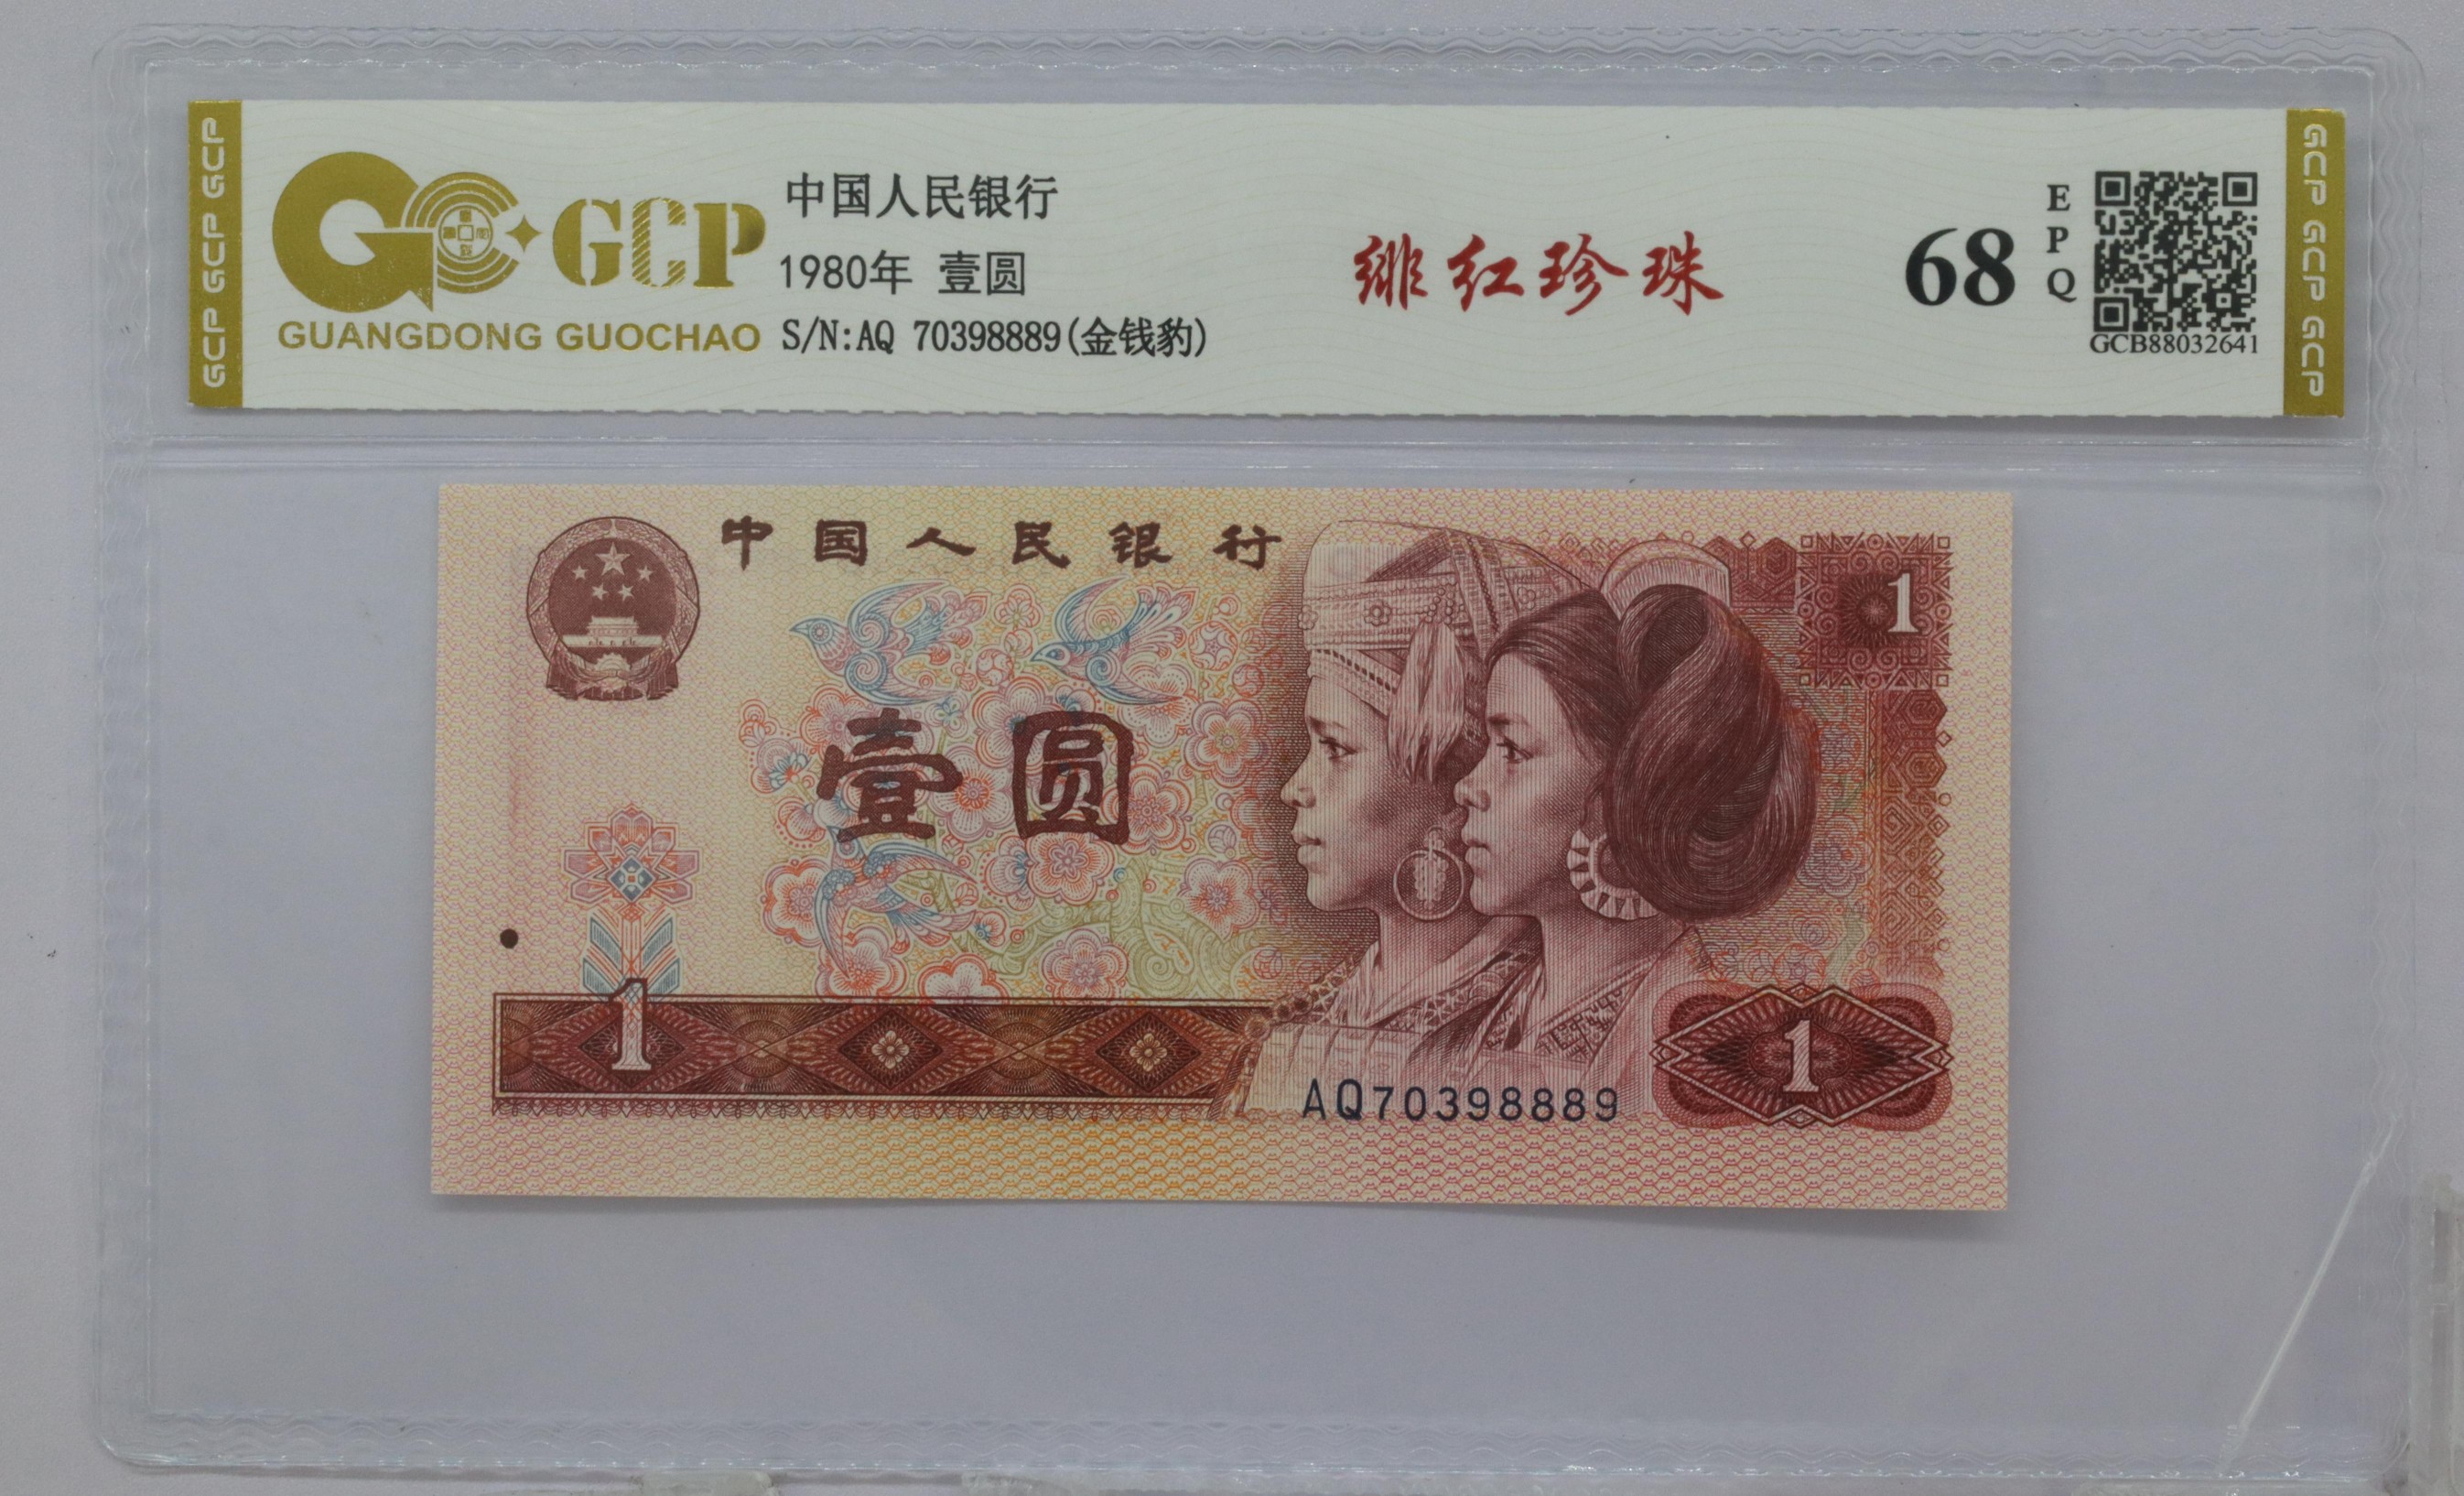 GCP GCP GCP
GCP
GUANGDONG GUOCHAO
中国人民银行
1980年 壹圆
S/N:AQ 70398889(金钱豹)
绯红珍珠
68
E
P
Q
GCB88032641
GCP GCP GCP
中国人民银行
1
壹圆
1
AQ70398889
1